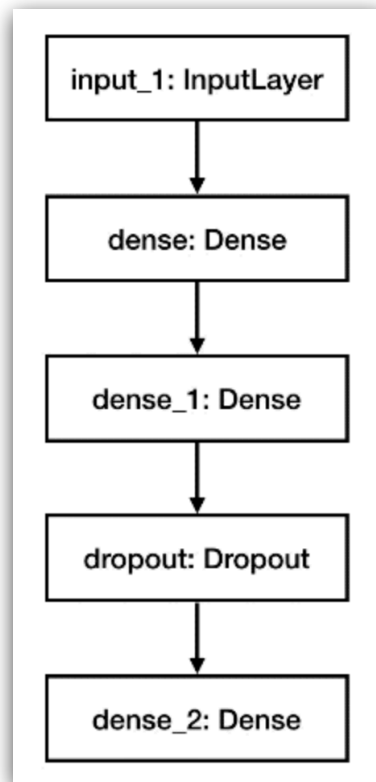 input_1: InputLayer
dense: Dense
dense_1: Dense
dropout: Dropout
dense_2: Dense